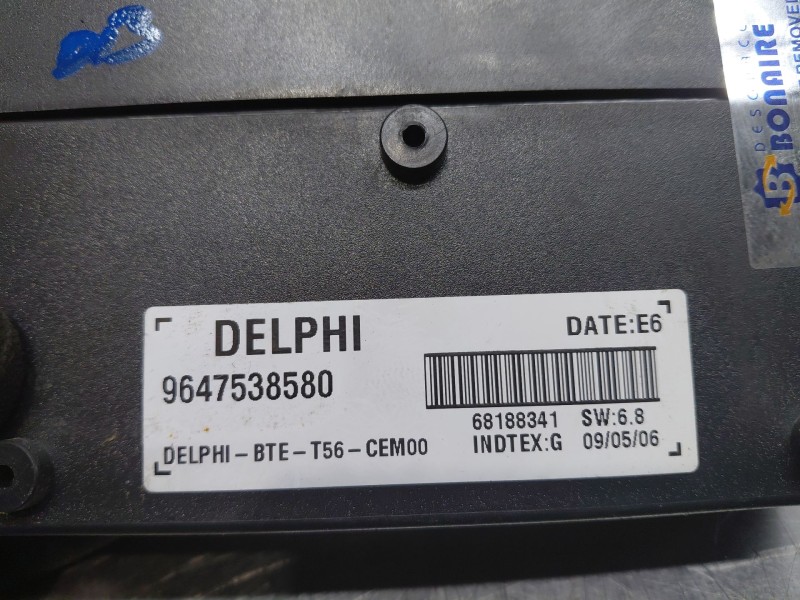 DELPHI
DATE:E6
9647538580
68188341 SW:6.8
DELPHI-BTE-T56-CEM00
INDTEX:G 09/05/06
BONAIRE
B